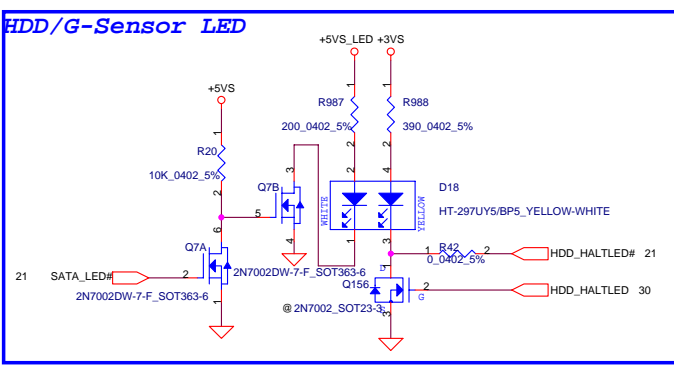 HDD/G-Sensor LED
+5VS_LED +3VS
+5VS
1
1
R987
R988
200_0402_5%
390_0402_5%
2
2
1
R20
10K_0402_5%
2
Q7B
3
5
4
2
4
WHITE
YELLOW
D18
HT-297UY5/BP5_YELLOW-WHITE
1
3
6
Q7A
2N7002DW-7-F_SOT363-6
1
R42
2
0_0402_5%
HDD_HALTLED# 21
21 SATA_LED#
2
2N7002DW-7-F_SOT363-6
1
D
Q156
2
G
HDD_HALTLED 30
@ 2N7002_SOT23-3
S
3